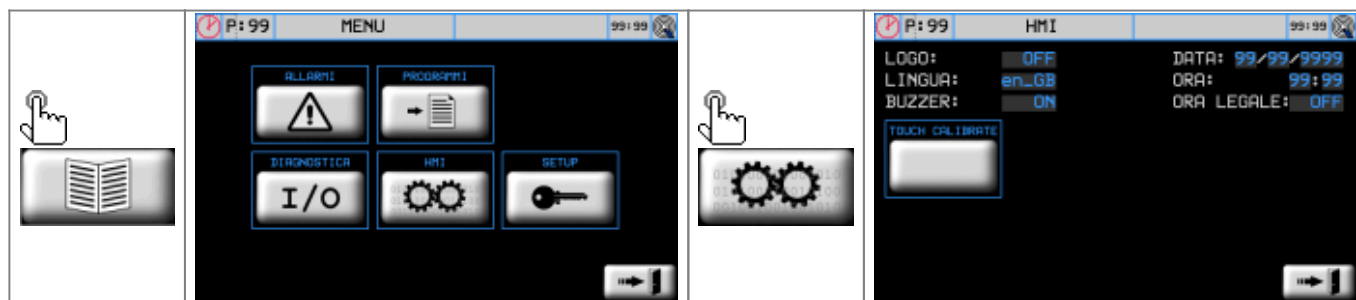 P:99 MENU 99:99
ALLARMI PROGRAMMI
DIAGNOSTICA HMI SETUP
I/O
P:99 HMI 99:99
LOGO: OFF DATA: 99/99/9999
LINGUA: en_GB ORA: 99:99
BUZZER: ON ORA LEGALE: OFF
TOUCH CALIBRATE